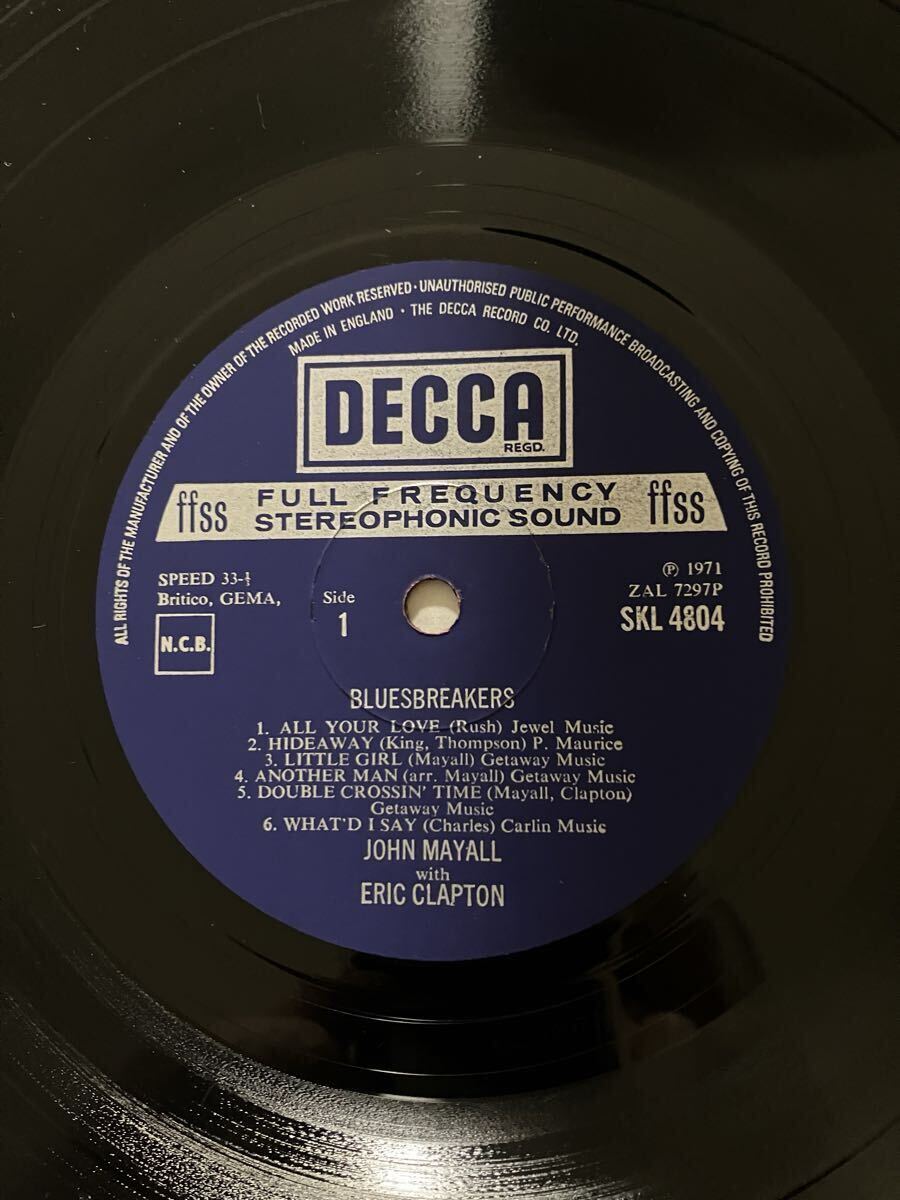 ALL RIGHTS OF THE MANUFACTURER AND OF THE OWNER OF THE RECORDED WORK RESERVED · UNAUTHORISED PUBLIC PERFORMANCE BROADCASTING AND COPYING OF THIS RECORD PROHIBITED
MADE IN ENGLAND · THE DECCA RECORD CO. LTD.
DECCA
REGD.
ffss FULL FREQUENCY STEREOPHONIC SOUND ffss
SPEED 33-⅓
Britico, GEMA,
N.C.B.
Side
1
Ⓟ 1971
ZAL 7297P
SKL 4804
BLUESBREAKERS
1. ALL YOUR LOVE (Rush) Jewel Music
2. HIDEAWAY (King, Thompson) P. Maurice
3. LITTLE GIRL (Mayall) Getaway Music
4. ANOTHER MAN (arr. Mayall) Getaway Music
5. DOUBLE CROSSIN' TIME (Mayall, Clapton)
Getaway Music
6. WHAT'D I SAY (Charles) Carlin Music
JOHN MAYALL
with
ERIC CLAPTON